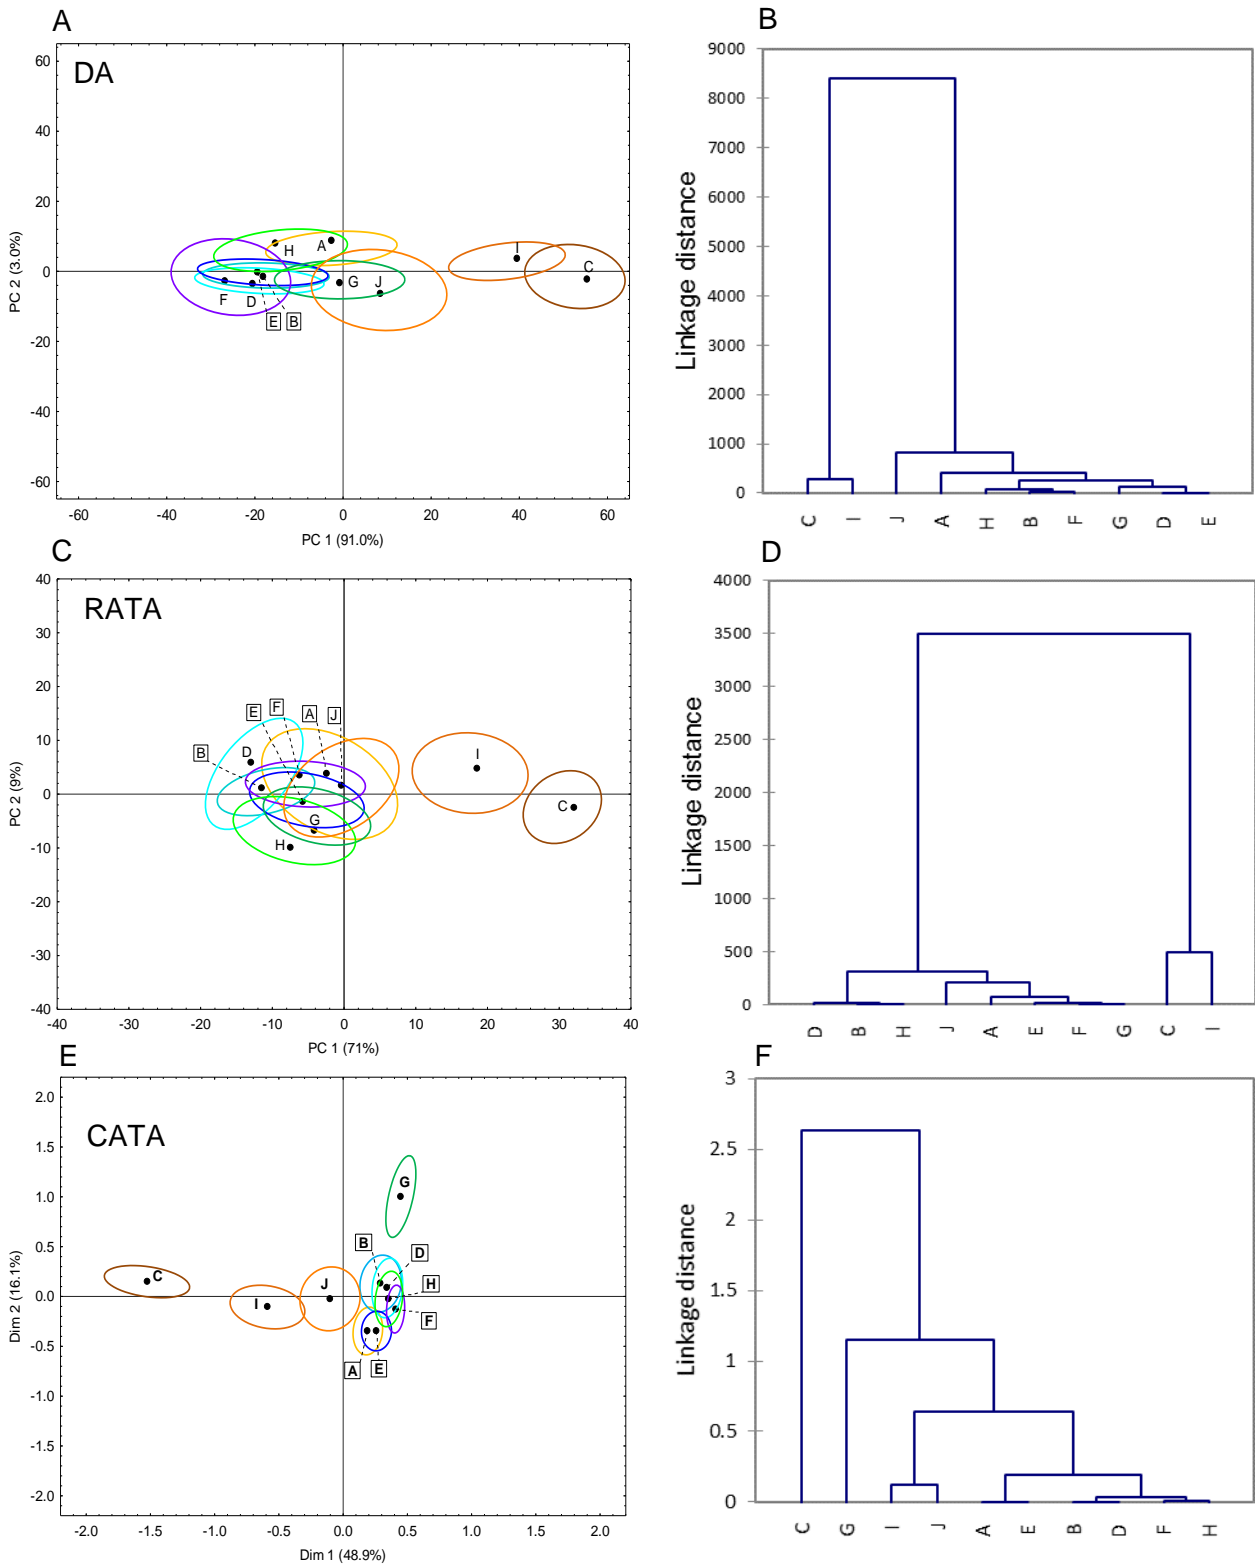 A
DA
60
40
20
0
-20
-40
-60
PC 2 (3.0%)
H
A
I
C
F
D
G
J
E
B
-60
-40
-20
0
20
40
60
PC 1 (91.0%)
B
9000
8000
7000
6000
5000
4000
3000
2000
1000
0
Linkage distance
C
I
J
A
H
B
F
G
D
E
C
RATA
40
30
20
10
0
-10
-20
-30
-40
PC 2 (9%)
E
F
A
J
B
D
I
C
G
H
-40
-30
-20
-10
0
10
20
30
40
PC 1 (71%)
D
4000
3500
3000
2500
2000
1500
1000
500
0
Linkage distance
D
B
H
J
A
E
F
G
C
I
E
CATA
2.0
1.5
1.0
0.5
0.0
-0.5
-1.0
-1.5
-2.0
Dim 2 (16.1%)
G
B
D
C
J
H
I
F
A
E
-2.0
-1.5
-1.0
-0.5
0.0
0.5
1.0
1.5
2.0
Dim 1 (48.9%)
F
3
2.5
2
1.5
1
0.5
0
Linkage distance
C
G
I
J
A
E
B
D
F
H